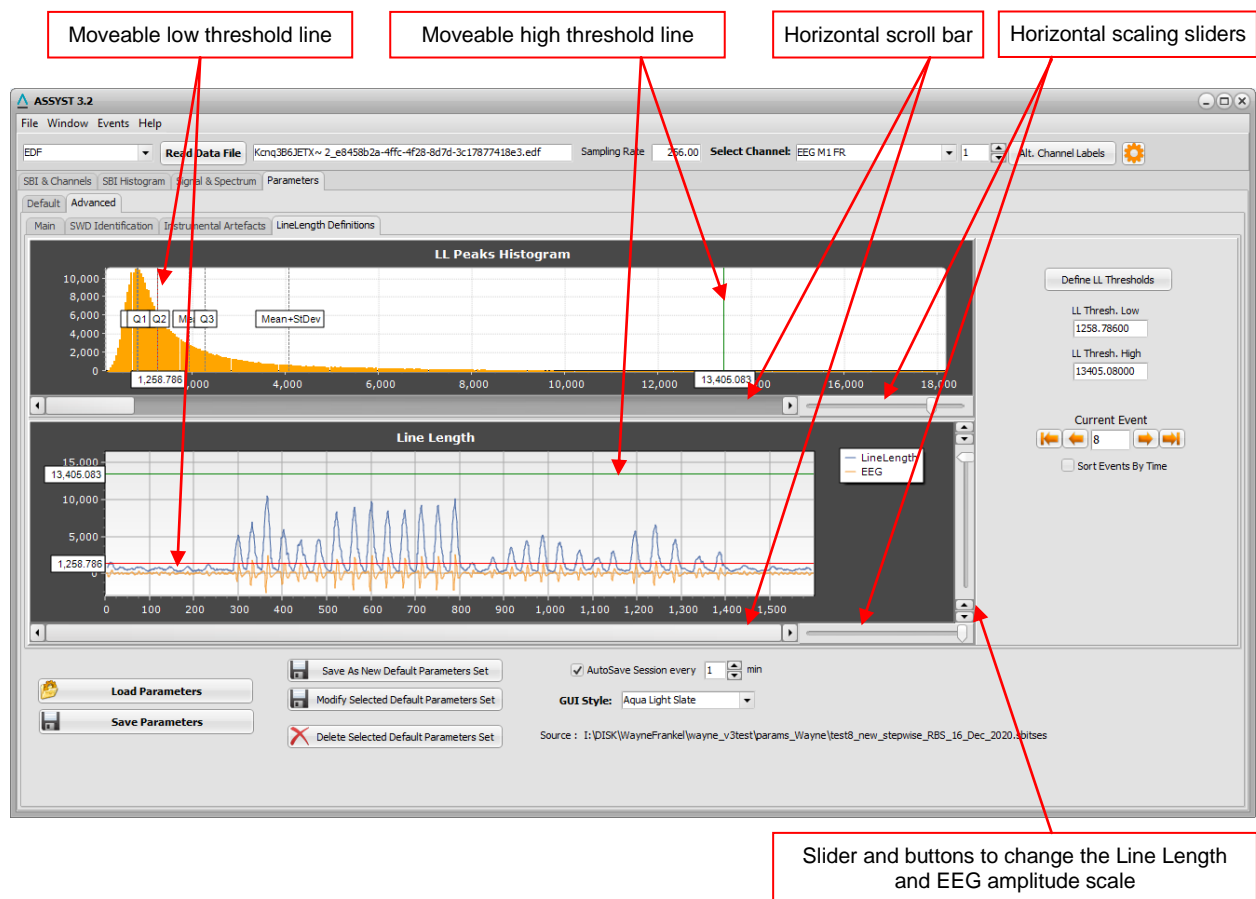 Moveable low threshold line
Moveable high threshold line
Horizontal scroll bar
Horizontal scaling sliders
ASSYST 3.2
File Window Events Help
EDF
Read Data File
Kcnq3B6JETX~ 2_e8458b2a-4ffc-4f28-8d7d-3c17877418e3.edf
Sampling Rate
256.00
Select Channel:
EEG M1 FR
1
Alt. Channel Labels
SBI & Channels
SBI Histogram
Signal & Spectrum
Parameters
Default
Advanced
Main
SWD Identification
Instrumental Artefacts
LineLength Definitions
LL Peaks Histogram
10,000
8,000
6,000
4,000
2,000
0
Q1
Q2
Q3
Mean+StDev
1,258.786
4,000
6,000
8,000
10,000
12,000
13,405.083
16,000
18,000
Define LL Thresholds
LL Thresh. Low
1258.78600
LL Thresh. High
13405.08000
Current Event
8
Sort Events By Time
Line Length
15,000
13,405.083
10,000
5,000
1,258.786
0
LineLength
EEG
0 100 200 300 400 500 600 700 800 900 1,000 1,100 1,200 1,300 1,400 1,500
Load Parameters
Save Parameters
Save As New Default Parameters Set
Modify Selected Default Parameters Set
Delete Selected Default Parameters Set
AutoSave Session every 1 min
GUI Style: Aqua Light Slate
Source : I:\DISK\WayneFrankel\wayne_v3test\params_Wayne\test8_new_stepwise_RBS_16_Dec_2020.sbitses
Slider and buttons to change the Line Length
and EEG amplitude scale